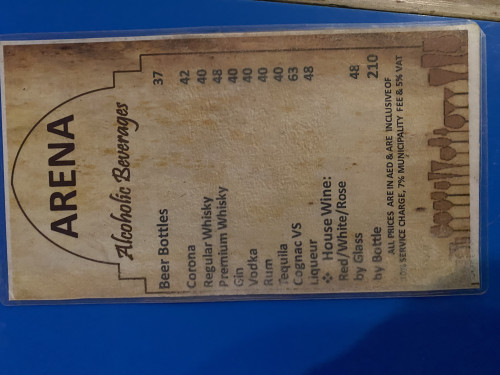 ARENA
Alcoholic Beverages
Beer Bottles 37
Corona 42
Regular Whisky 40
Premium Whisky 48
Gin 40
Vodka 40
Rum 40
Tequila 40
Cognac VS 63
Liqueur 48
❖ House Wine:
Red/White/Rose
by Glass 48
by Bottle 210
ALL PRICES ARE IN AED & ARE INCLUSIVE OF
SERVICE CHARGE, 7% MUNICIPALITY FEE & 5% VAT